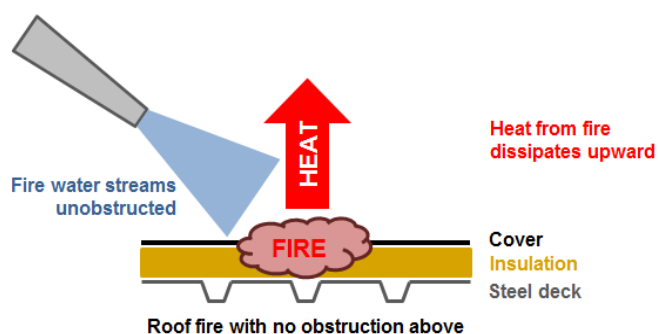 HEAT
Heat from fire
dissipates upward
Fire water streams
unobstructed
FIRE
Cover
Insulation
Steel deck
Roof fire with no obstruction above